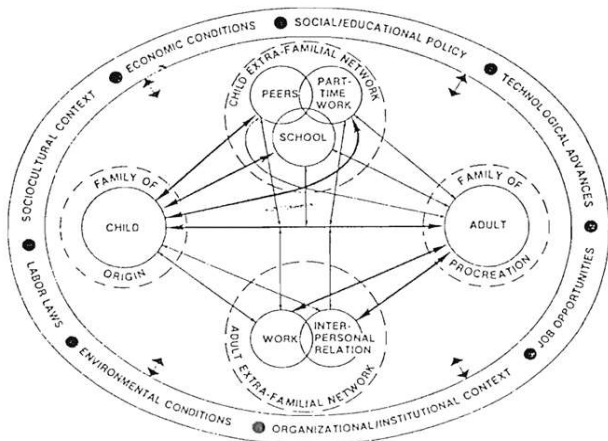 SOCIOCULTURAL CONTEXT
ECONOMIC CONDITIONS
SOCIAL/EDUCATIONAL POLICY
TECHNOLOGICAL ADVANCES
CHILD EXTRA-FAMILIAL NETWORK
PEERS
PART-
TIME
WORK
SCHOOL
FAMILY OF
CHILD
ORIGIN
FAMILY OF
ADULT
PROCREATION
WORK
INTER-
PERSONAL
RELATION
ADULT EXTRA-FAMILIAL NETWORK
LABOR LAWS
ENVIRONMENTAL CONDITIONS
ORGANIZATIONAL/INSTITUTIONAL CONTEXT
JOB OPPORTUNITIES